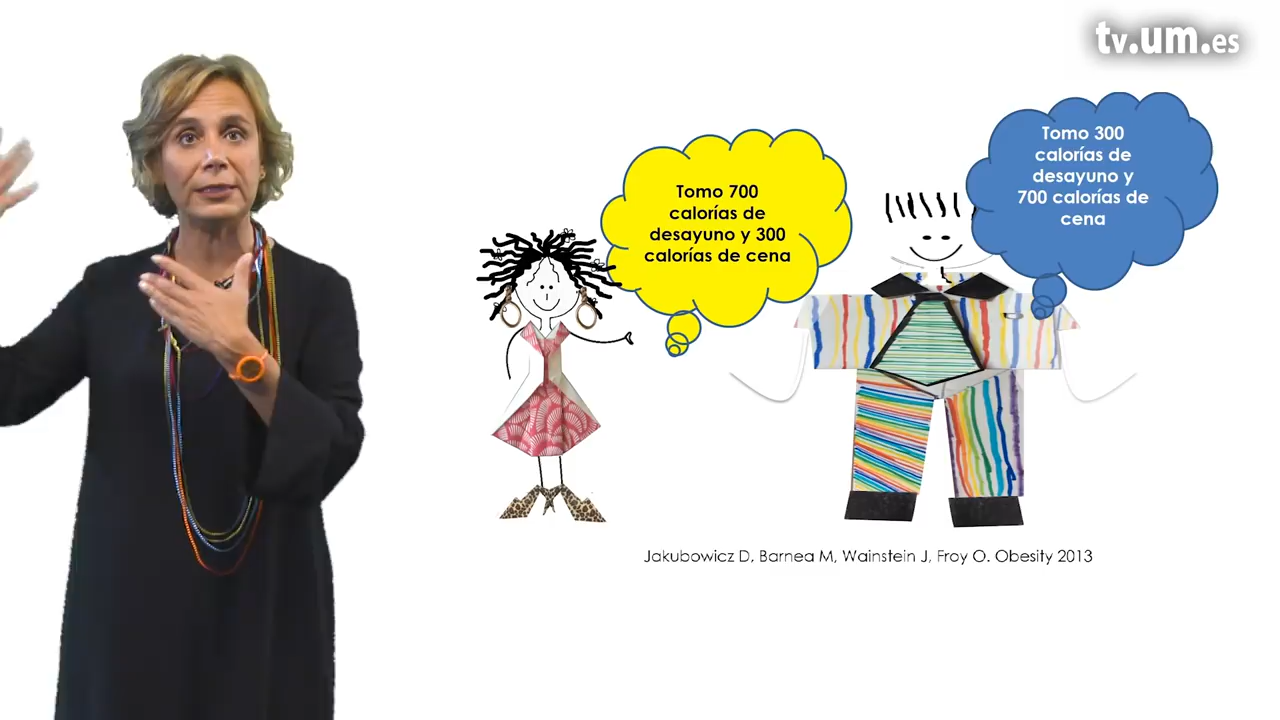 tv.um.es
Tomo 300
calorías de
desayuno y
700 calorías de
cena
Tomo 700
calorías de
desayuno y 300
calorías de cena
Jakubowicz D, Barnea M, Wainstein J, Froy O. Obesity 2013